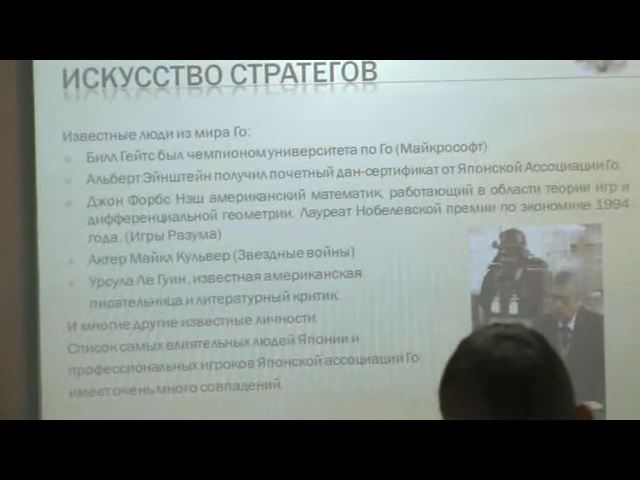 ИСКУССТВО СТРАТЕГОВ
Известные люди из мира Го:
Билл Гейтс был чемпионом университета по Го (Майкрософт)
Альберт Эйнштейн получил почетный дан-сертификат от Японской Ассоциации Го.
Джон Форбс Нэш американский математик, работающий в области теории игр и
дифференциальной геометрии. Лауреат Нобелевской премии по экономике 1994
года. (Игры Разума)
Актер Майкл Кульвер (Звездные войны)
Урсула Ле Гуин, известная американская
писательница и литературный критик
И многие другие известные личности
Список самых влиятельных людей Японии и
профессиональных игроков Японской ассоциации Го
имеет очень много совпадений.